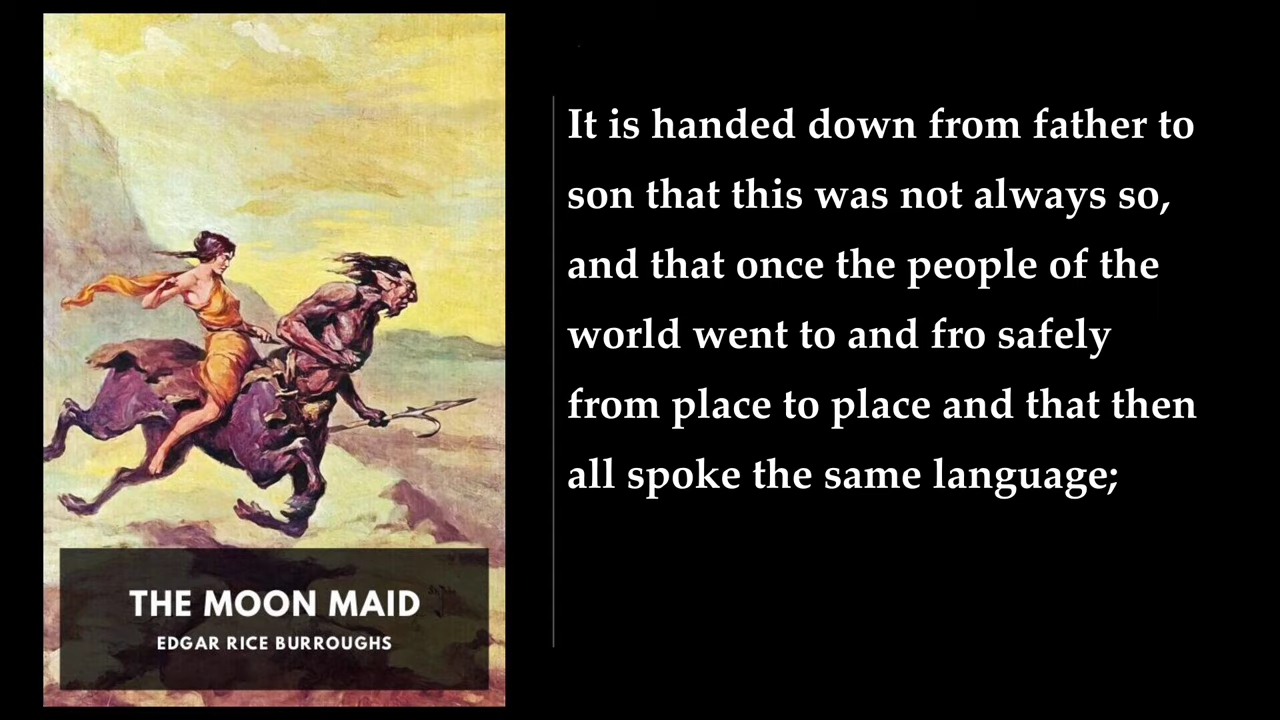 THE MOON MAID
EDGAR RICE BURROUGHS
It is handed down from father to
son that this was not always so,
and that once the people of the
world went to and fro safely
from place to place and that then
all spoke the same language;